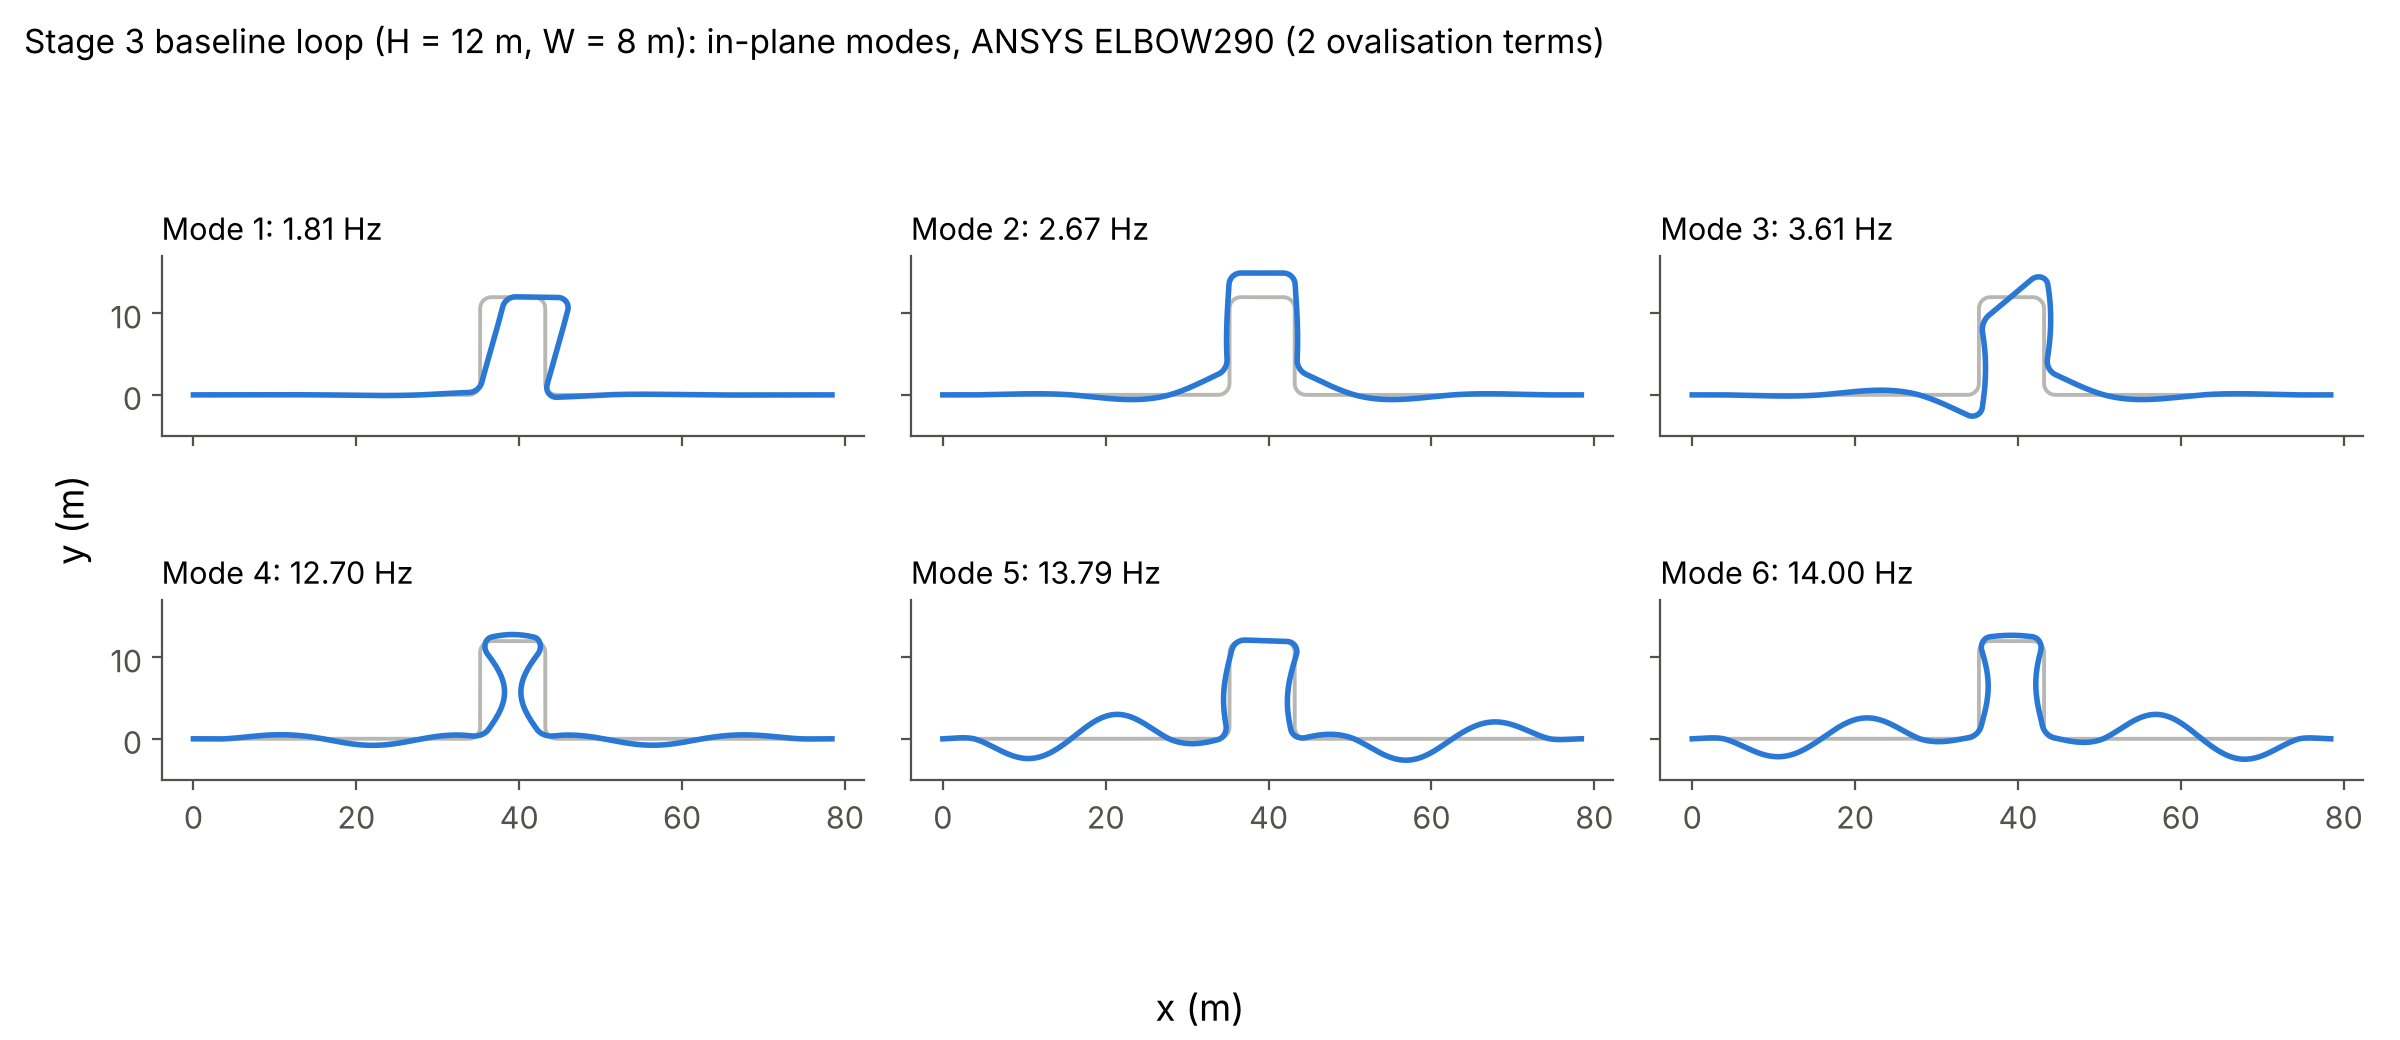 Stage 3 baseline loop (H = 12 m, W = 8 m): in-plane modes, ANSYS ELBOW290 (2 ovalisation terms)
Mode 1: 1.81 Hz
Mode 2: 2.67 Hz
Mode 3: 3.61 Hz
10
0
y (m)
Mode 4: 12.70 Hz
Mode 5: 13.79 Hz
Mode 6: 14.00 Hz
10
0
0 20 40 60 80
0 20 40 60 80
0 20 40 60 80
x (m)